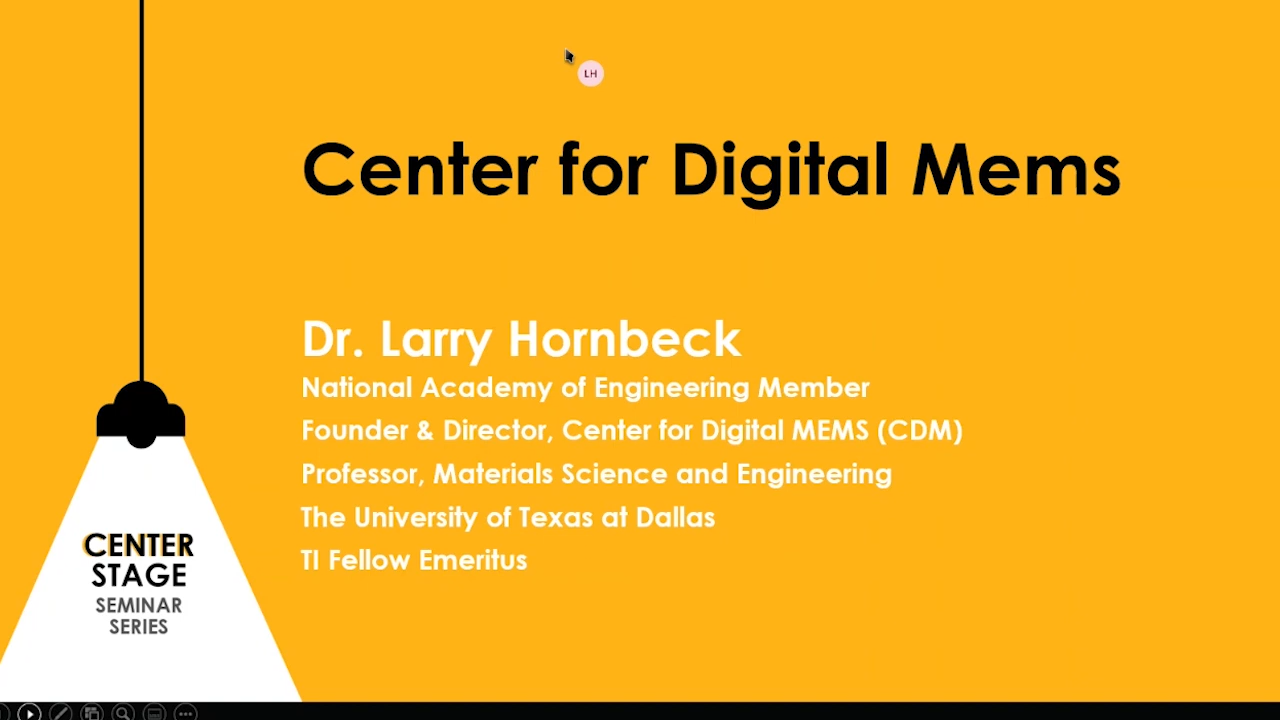 LH
Center for Digital Mems
Dr. Larry Hornbeck
National Academy of Engineering Member
Founder & Director, Center for Digital MEMS (CDM)
Professor, Materials Science and Engineering
The University of Texas at Dallas
TI Fellow Emeritus
CENTER
STAGE
SEMINAR
SERIES